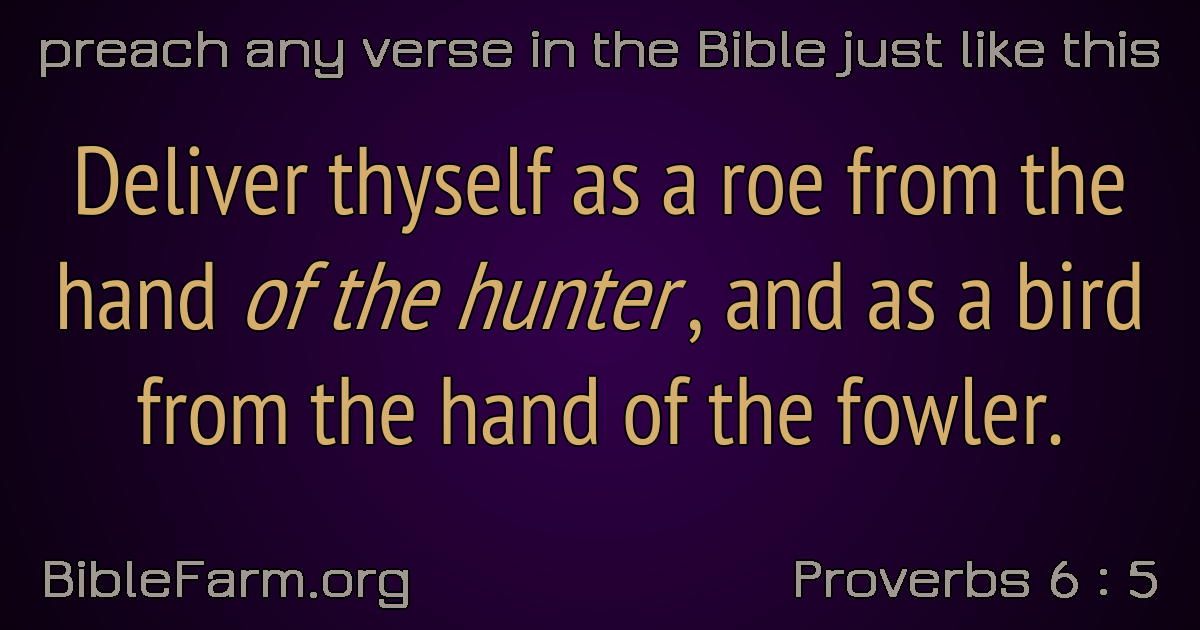 preach any verse in the Bible just like this
Deliver thyself as a roe from the
hand of the hunter, and as a bird
from the hand of the fowler.
BibleFarm.org
Proverbs 6 : 5